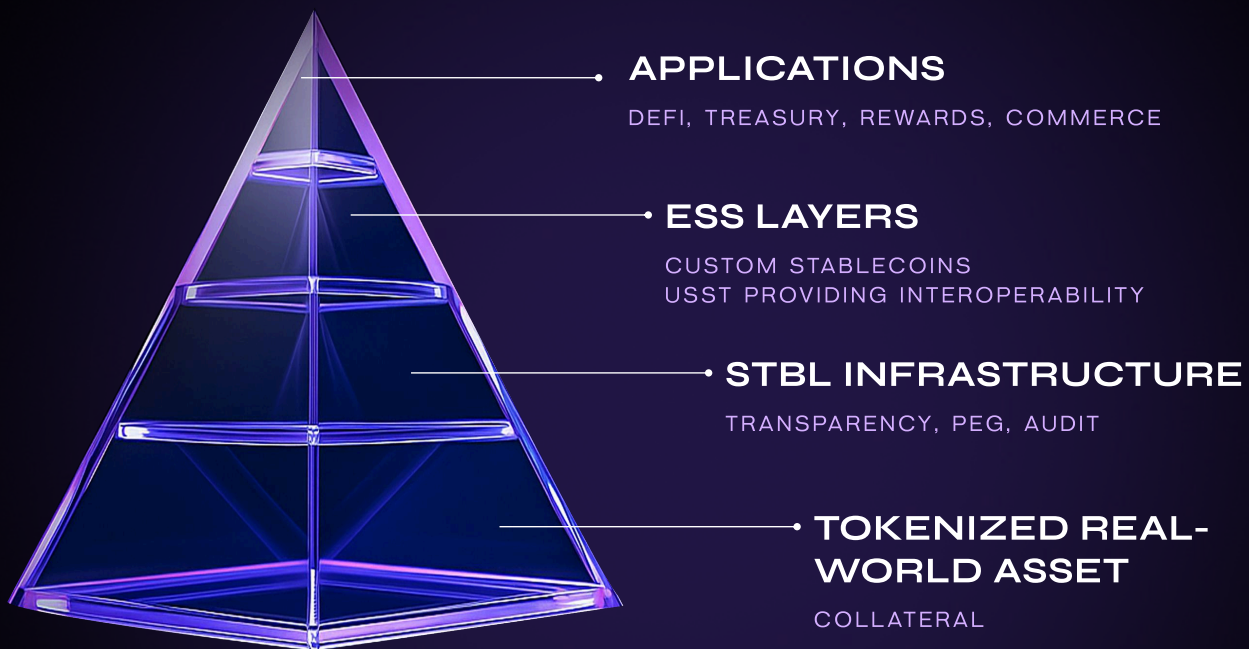 APPLICATIONS
DEFI, TREASURY, REWARDS, COMMERCE
ESS LAYERS
CUSTOM STABLECOINS
USST PROVIDING INTEROPERABILITY
STBL INFRASTRUCTURE
TRANSPARENCY, PEG, AUDIT
TOKENIZED REAL-
WORLD ASSET
COLLATERAL